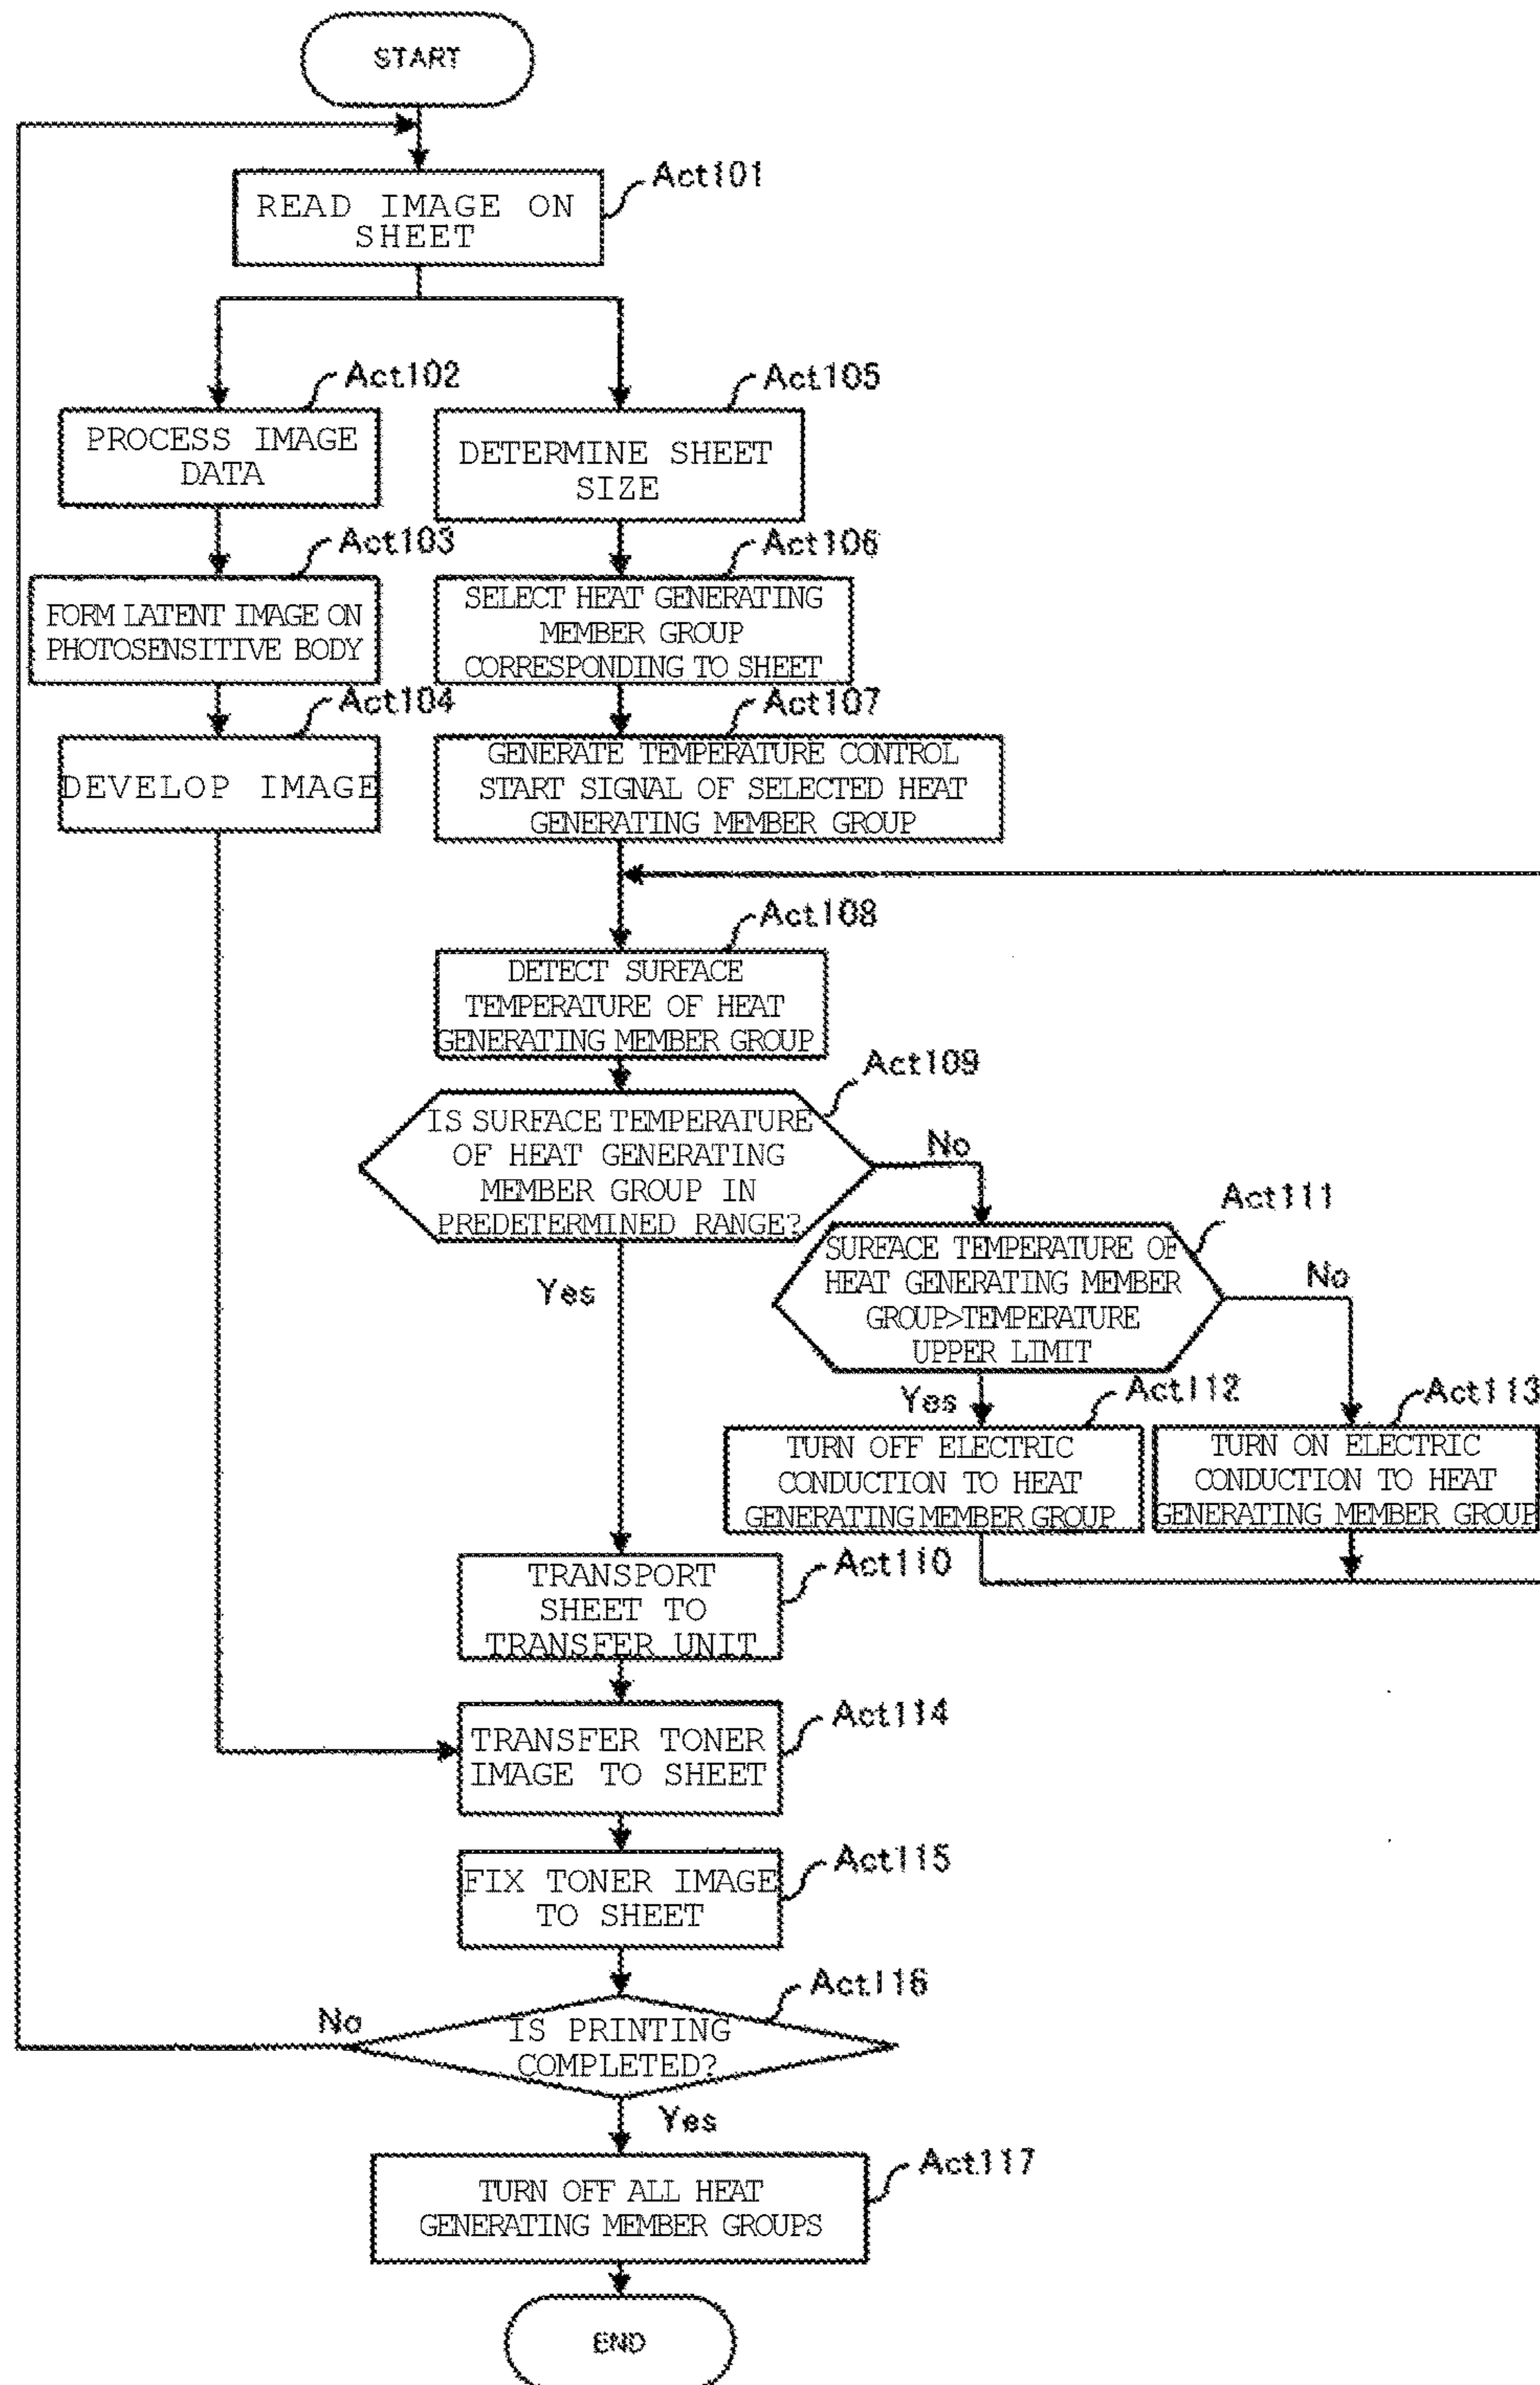 START
Act101
READ IMAGE ON
SHEET
Act102
PROCESS IMAGE
DATA
Act105
DETERMINE SHEET
SIZE
Act103
FORM LATENT IMAGE ON
PHOTOSENSITIVE BODY
Act106
SELECT HEAT GENERATING
MEMBER GROUP
CORRESPONDING TO SHEET
Act104
DEVELOP IMAGE
Act107
GENERATE TEMPERATURE CONTROL
START SIGNAL OF SELECTED HEAT
GENERATING MEMBER GROUP
Act108
DETECT SURFACE
TEMPERATURE OF HEAT
GENERATING MEMBER GROUP
Act109
IS SURFACE TEMPERATURE
OF HEAT GENERATING
MEMBER GROUP IN
PREDETERMINED RANGE?
No
Yes
Act111
SURFACE TEMPERATURE OF
HEAT GENERATING MEMBER
GROUP>TEMPERATURE
UPPER LIMIT
No
Yes
Act112
TURN OFF ELECTRIC
CONDUCTION TO HEAT
GENERATING MEMBER GROUP
Act113
TURN ON ELECTRIC
CONDUCTION TO HEAT
GENERATING MEMBER GROUP
Act110
TRANSPORT
SHEET TO
TRANSFER UNIT
Act114
TRANSFER TONER
IMAGE TO SHEET
Act115
FIX TONER IMAGE
TO SHEET
Act116
IS PRINTING
COMPLETED?
No
Yes
Act117
TURN OFF ALL HEAT
GENERATING MEMBER GROUPS
END